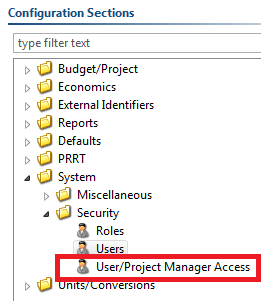 Configuration Sections
type filter text
Budget/Project
Economics
External Identifiers
Reports
Defaults
PRRT
System
Miscellaneous
Security
Roles
Users
User/Project Manager Access
Units/Conversions